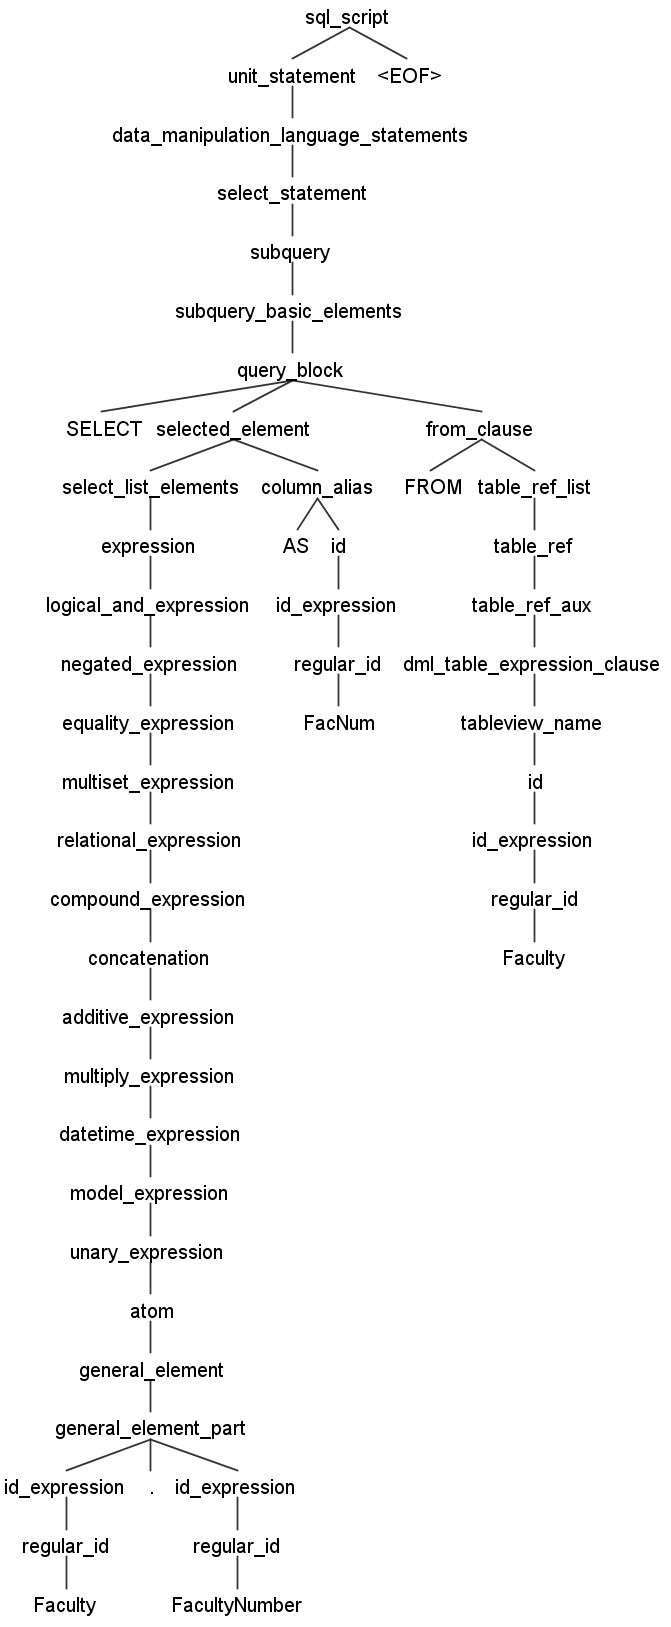 sql_script
unit_statement <EOF>
data_manipulation_language_statements
select_statement
subquery
subquery_basic_elements
query_block
SELECT selected_element from_clause
select_list_elements column_alias FROM table_ref_list
expression AS id table_ref
logical_and_expression id_expression table_ref_aux
negated_expression regular_id dml_table_expression_clause
equality_expression FacNum tableview_name
multiset_expression id
relational_expression id_expression
compound_expression regular_id
concatenation Faculty
additive_expression
multiply_expression
datetime_expression
model_expression
unary_expression
atom
general_element
general_element_part
id_expression . id_expression
regular_id regular_id
Faculty FacultyNumber